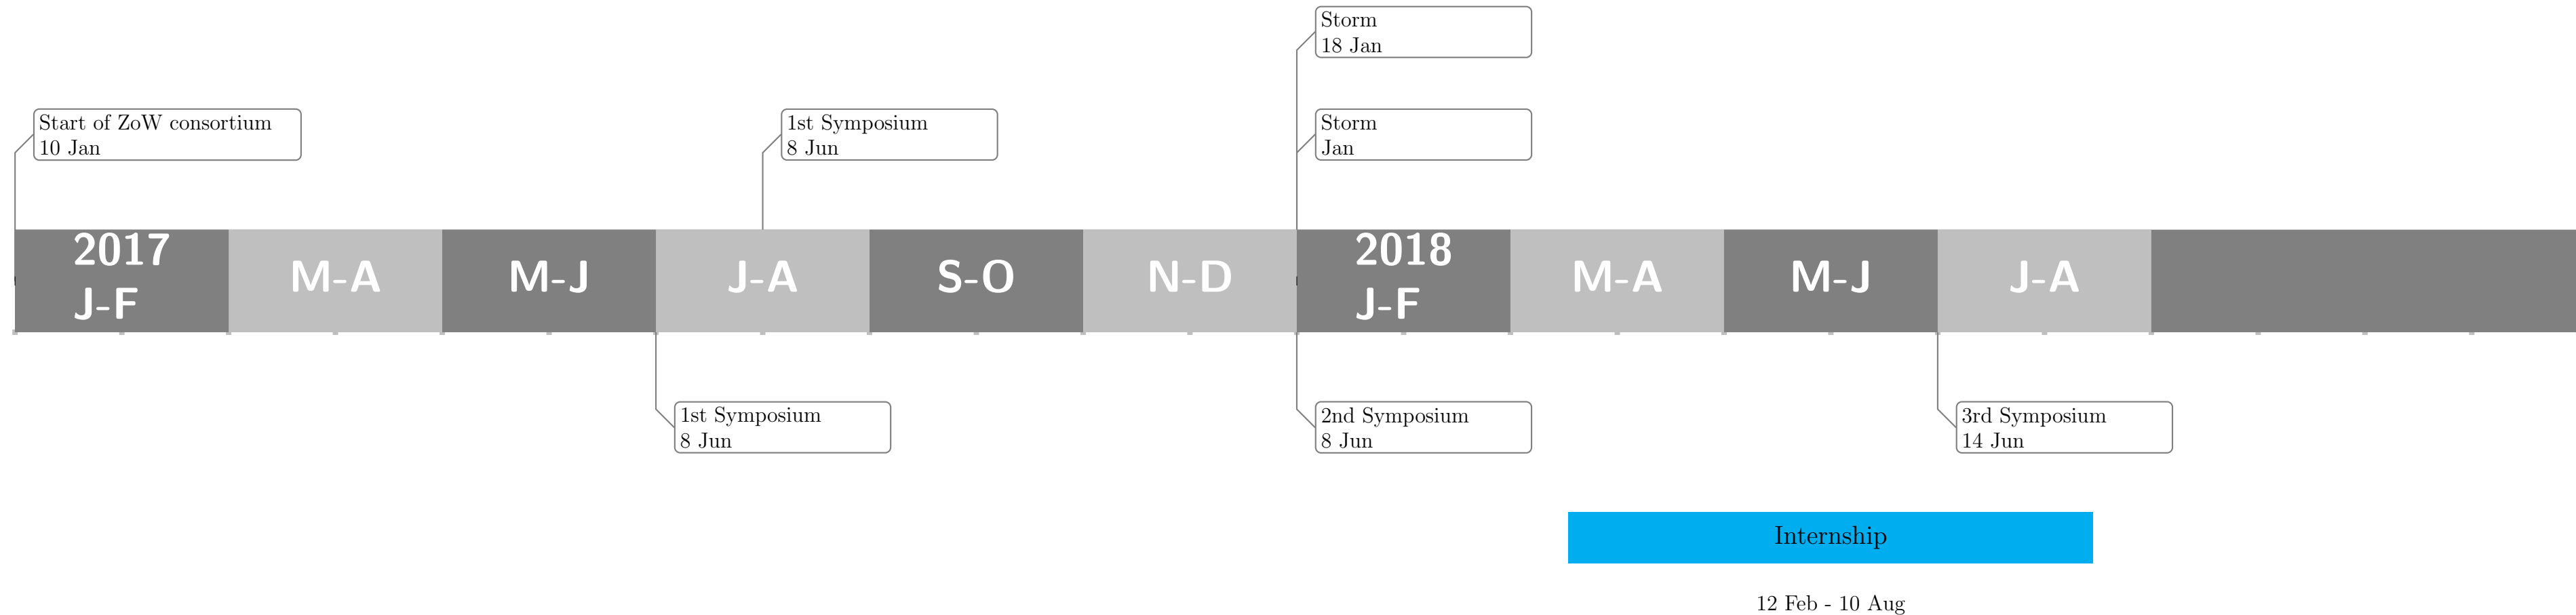 Storm
18 Jan
Start of ZoW consortium
10 Jan
1st Symposium
8 Jun
Storm
Jan
2017
J-F
M-A
M-J
J-A
S-O
N-D
2018
J-F
M-A
M-J
J-A
1st Symposium
8 Jun
2nd Symposium
8 Jun
3rd Symposium
14 Jun
Internship
12 Feb - 10 Aug